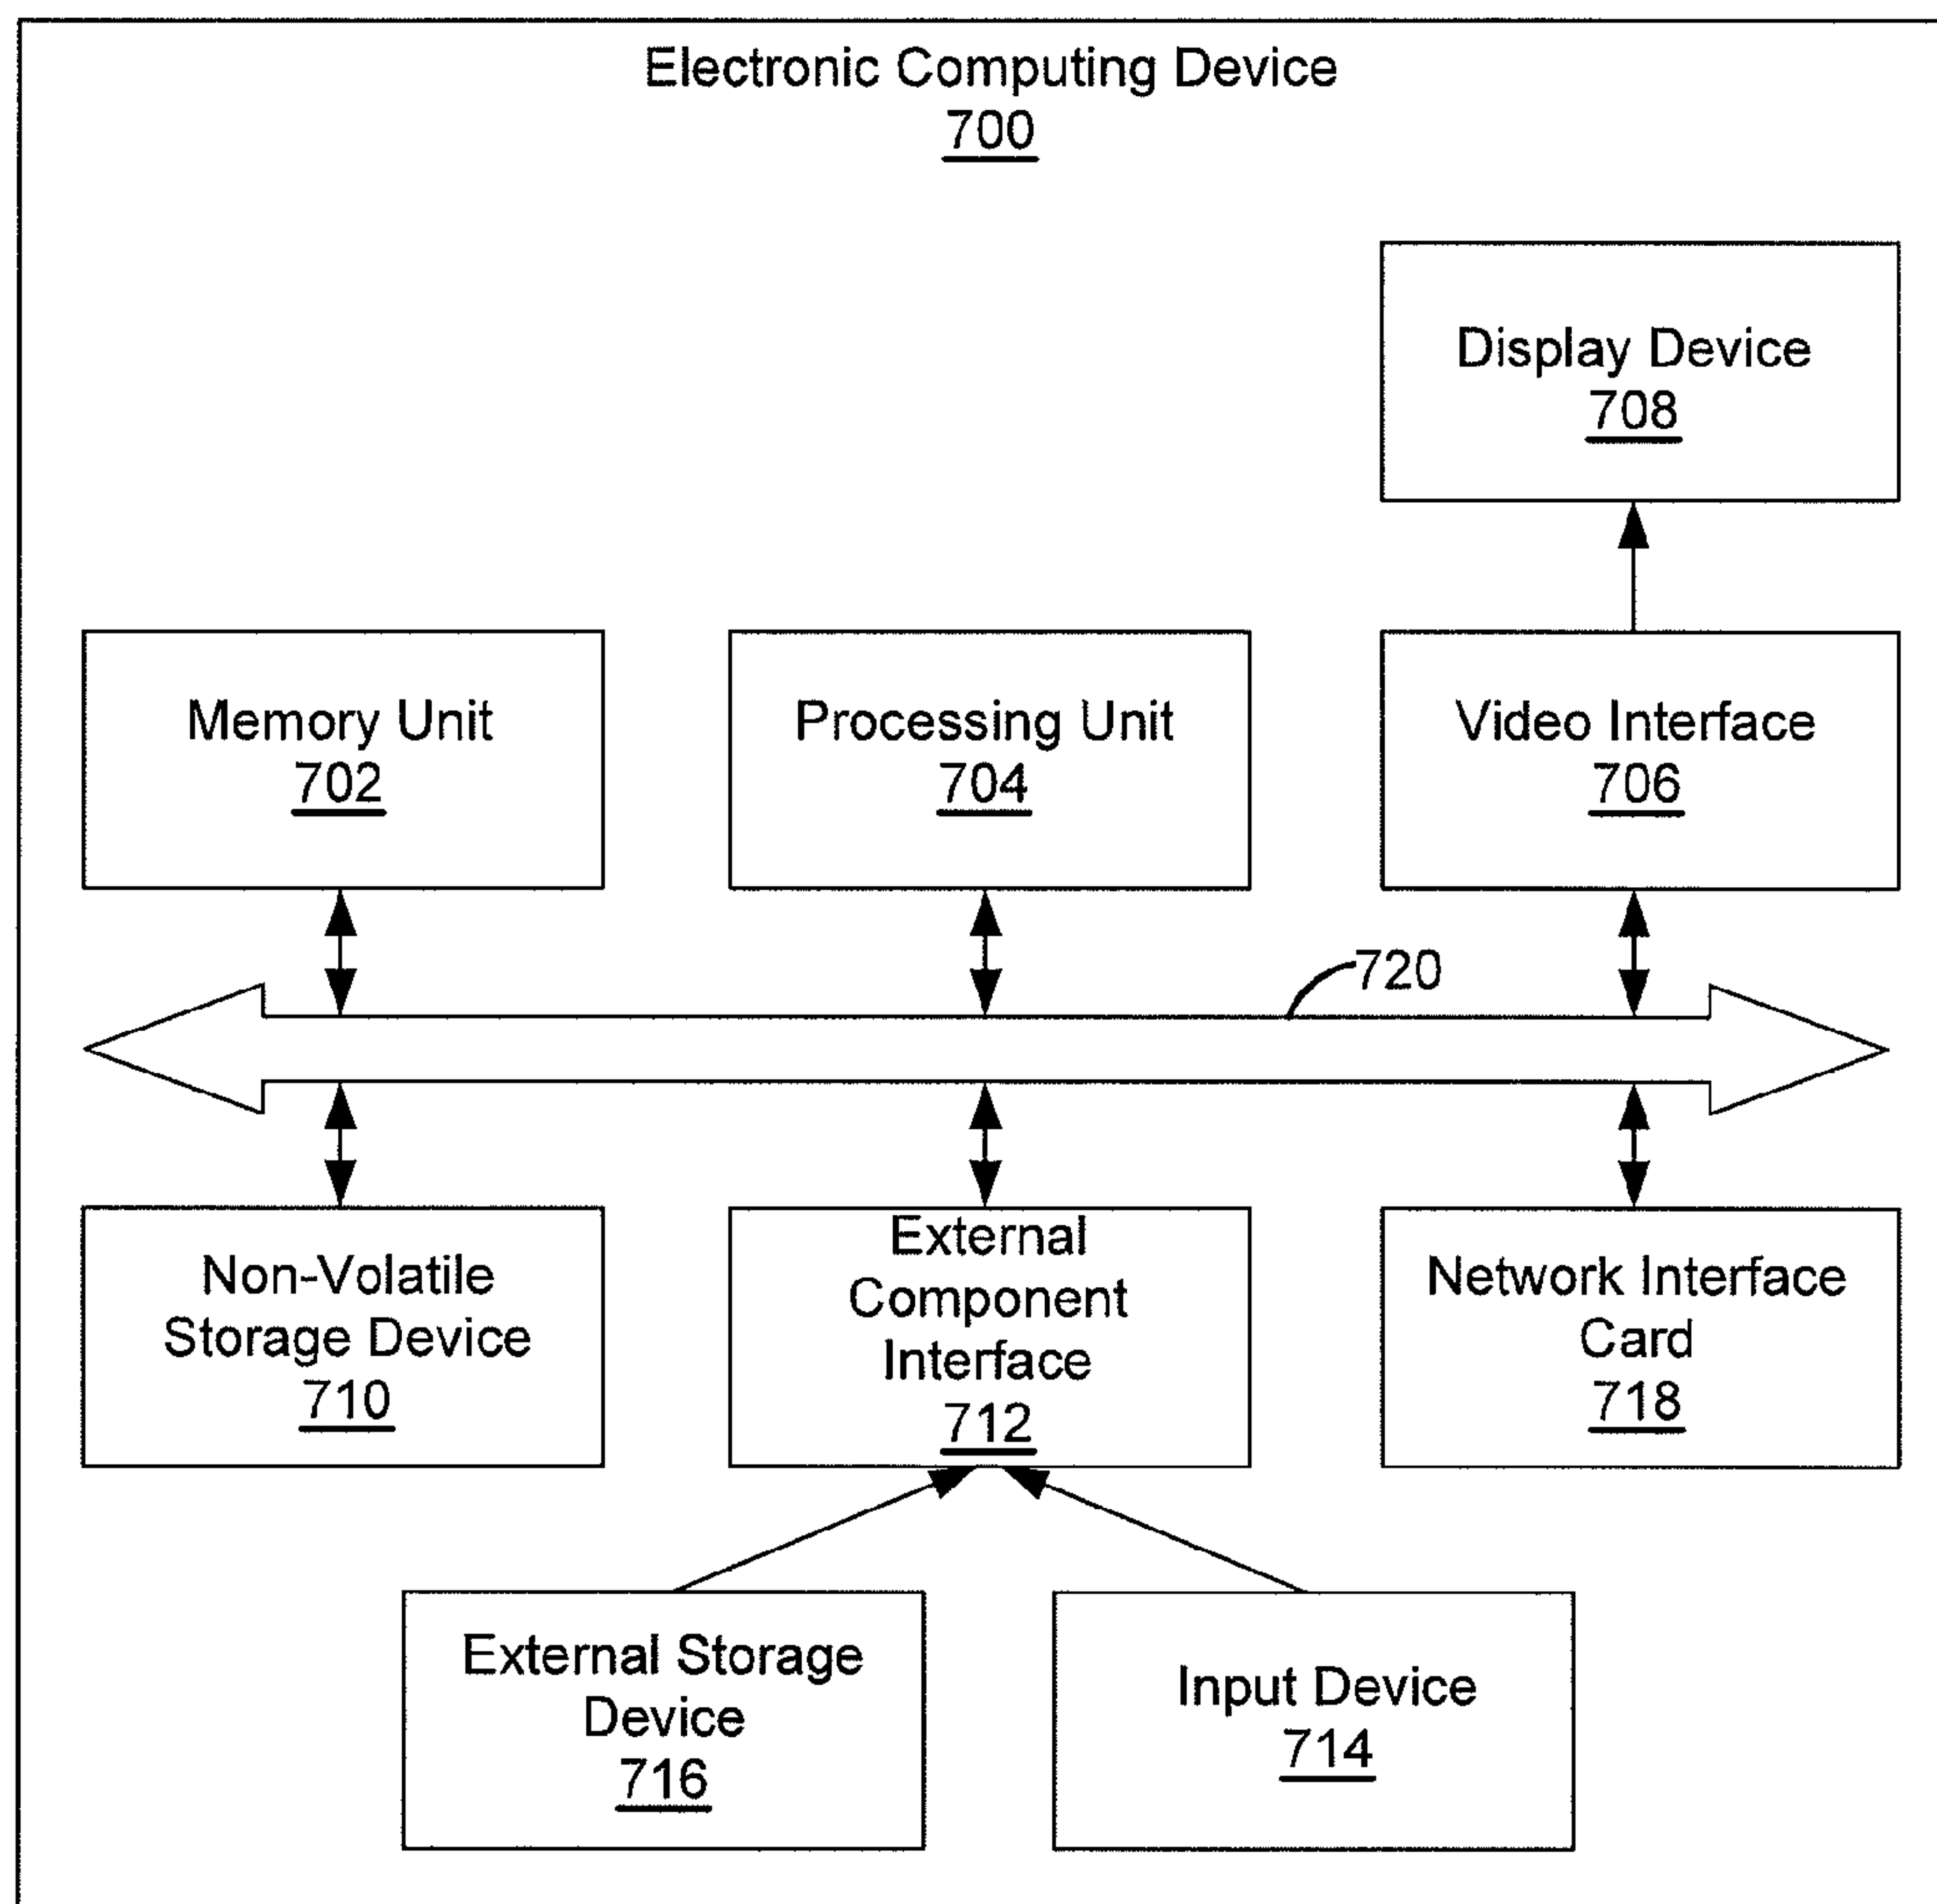 Electronic Computing Device
700
Display Device
708
Memory Unit
702
Processing Unit
704
Video Interface
706
720
Non-Volatile
Storage Device
710
External
Component
Interface
712
Network Interface
Card
718
External Storage
Device
716
Input Device
714